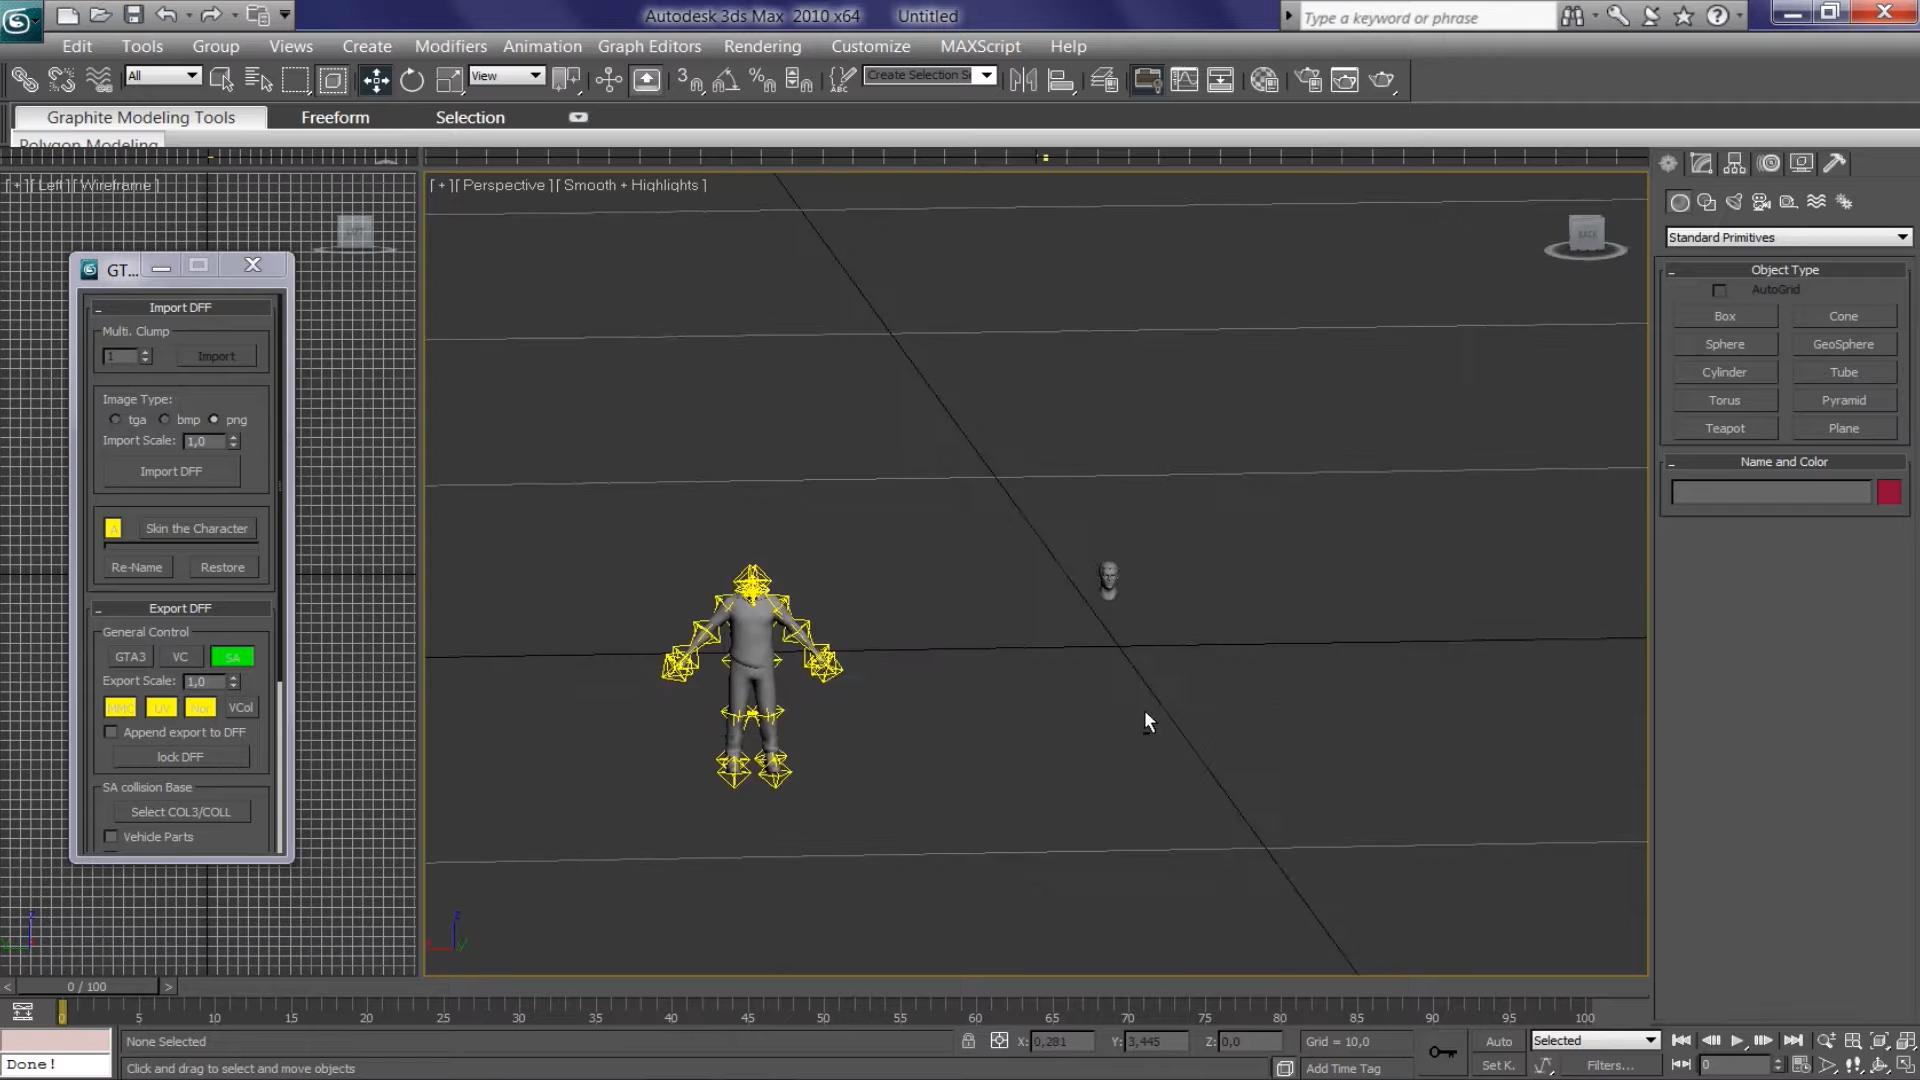 Autodesk 3ds Max 2010 x64 Untitled
Type a keyword or phrase
Edit Tools Group Views Create Modifiers Animation Graph Editors Rendering Customize MAXScript Help
All
View
Create Selection S
Graphite Modeling Tools Freeform Selection
Polygon Modeling
[ + ][ Left ][ Wireframe ]
[ + ][ Perspective ][ Smooth + Highlights ]
BACK
Standard Primitives
Object Type
AutoGrid
Box Cone
Sphere GeoSphere
Cylinder Tube
Torus Pyramid
Teapot Plane
Name and Color
GT...
Import DFF
Multi. Clump
1 Import
Image Type:
tga bmp png
Import Scale: 1,0
Import DFF
A Skin the Character
Re-Name Restore
Export DFF
General Control
GTA3 VC SA
Export Scale: 1,0
MMC UV Nor VCol
Append export to DFF
lock DFF
SA collision Base
Select COL3/COLL
Vehicle Parts
z
x y
0 / 100
0 5 10 15 20 25 30 35 40 45 50 55 60 65 70 75 80 85 90 95 100
None Selected X: 0,281 Y: 3,445 Z: 0,0 Grid = 10,0 Auto Selected
Done! Click and drag to select and move objects Add Time Tag Set K. Filters... 0